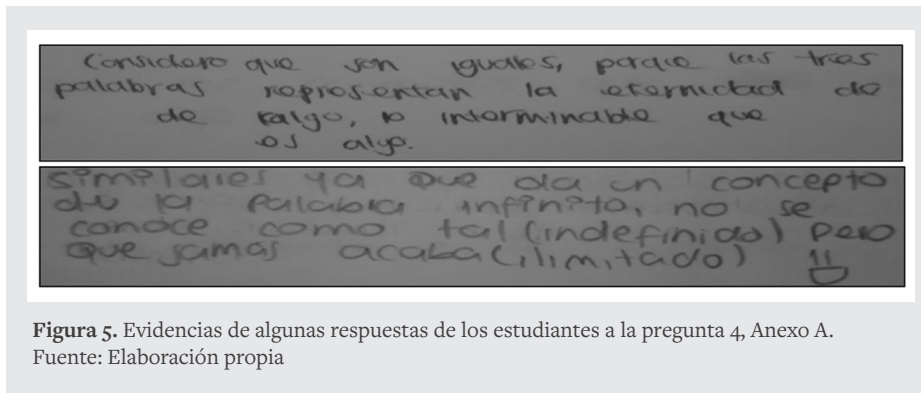 Considero que son iguales, porque las tres
palabras representan la eternidad de
de algo, lo interminable que
es algo.
similares ya que da un concepto
de la palabra infinito, no se
conoce como tal (indefinido) pero
que jamas acaba (ilimitado)
Figura 5. Evidencias de algunas respuestas de los estudiantes a la pregunta 4, Anexo A.
Fuente: Elaboración propia